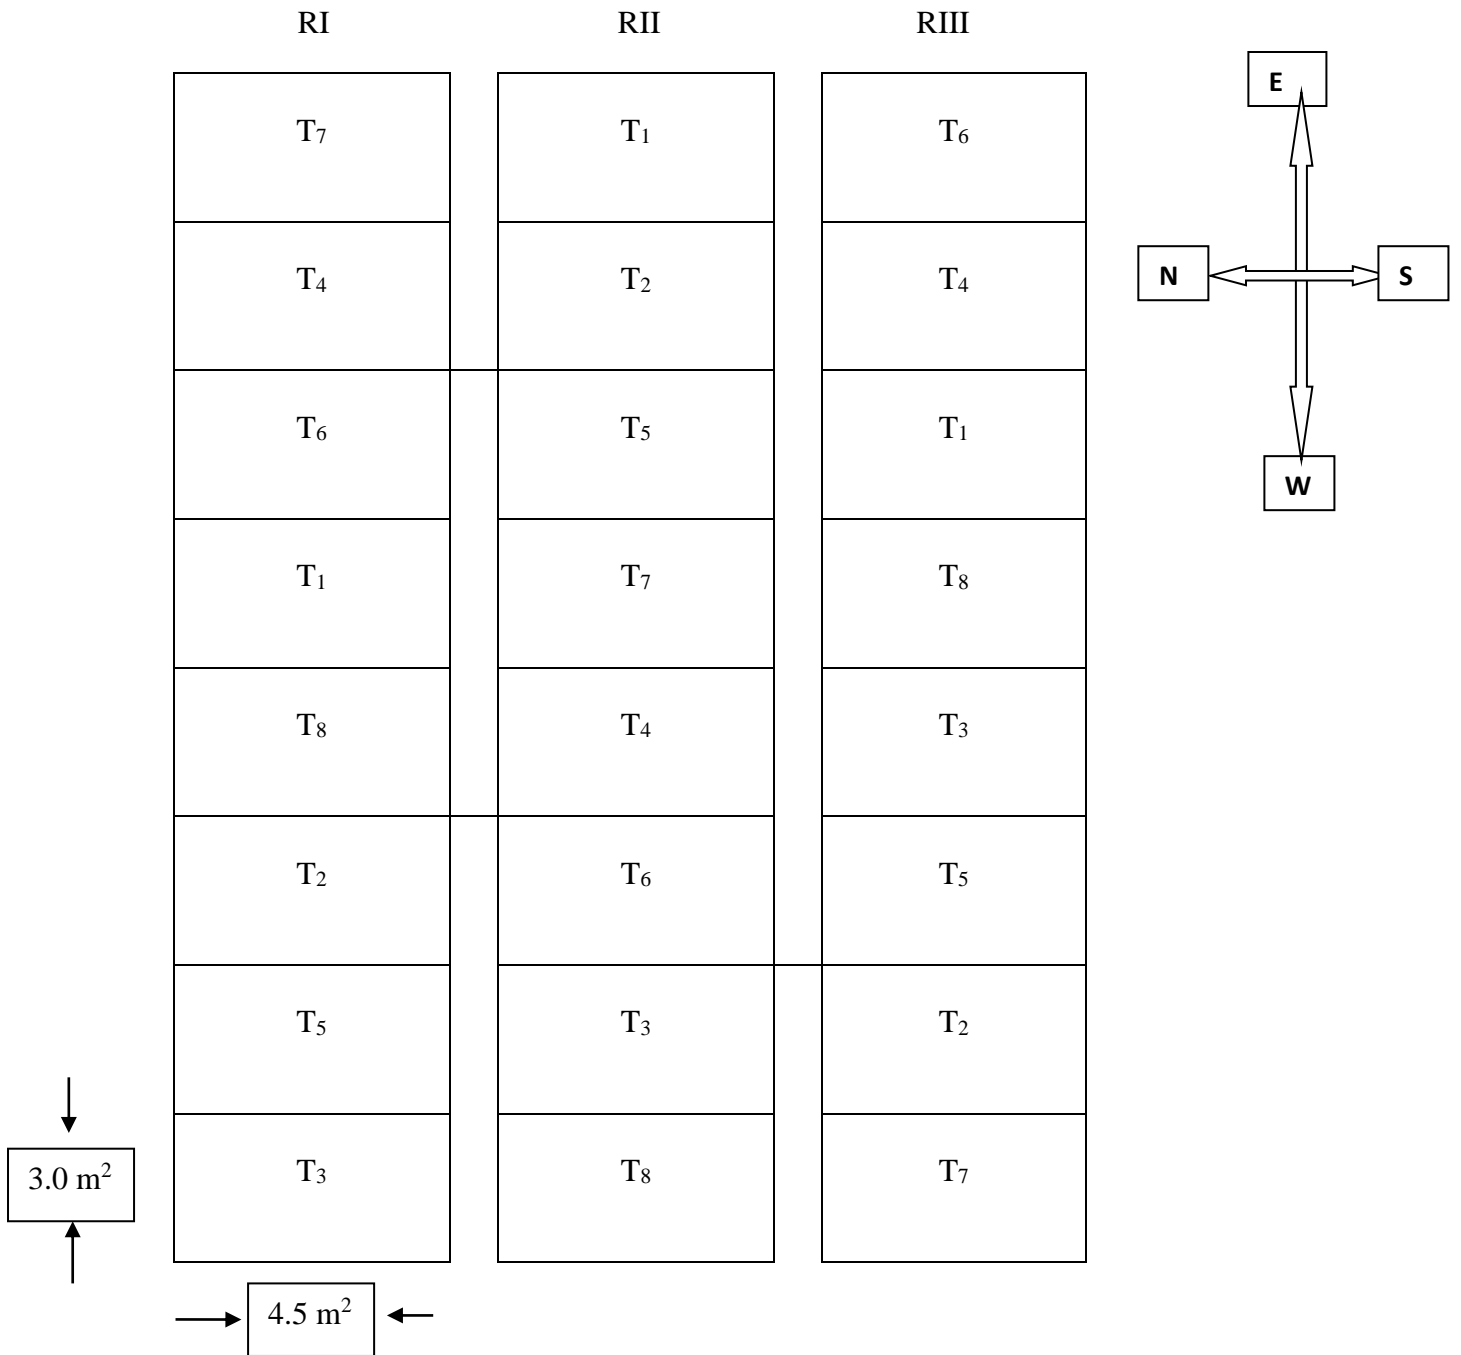 RI RII RIII
E
T₇ T₁ T₆
T₄ T₂ T₄
N S
T₆ T₅ T₁
W
T₁ T₇ T₈
T₈ T₄ T₃
T₂ T₆ T₅
T₅ T₃ T₂
T₃ T₈ T₇
3.0 m²
4.5 m²